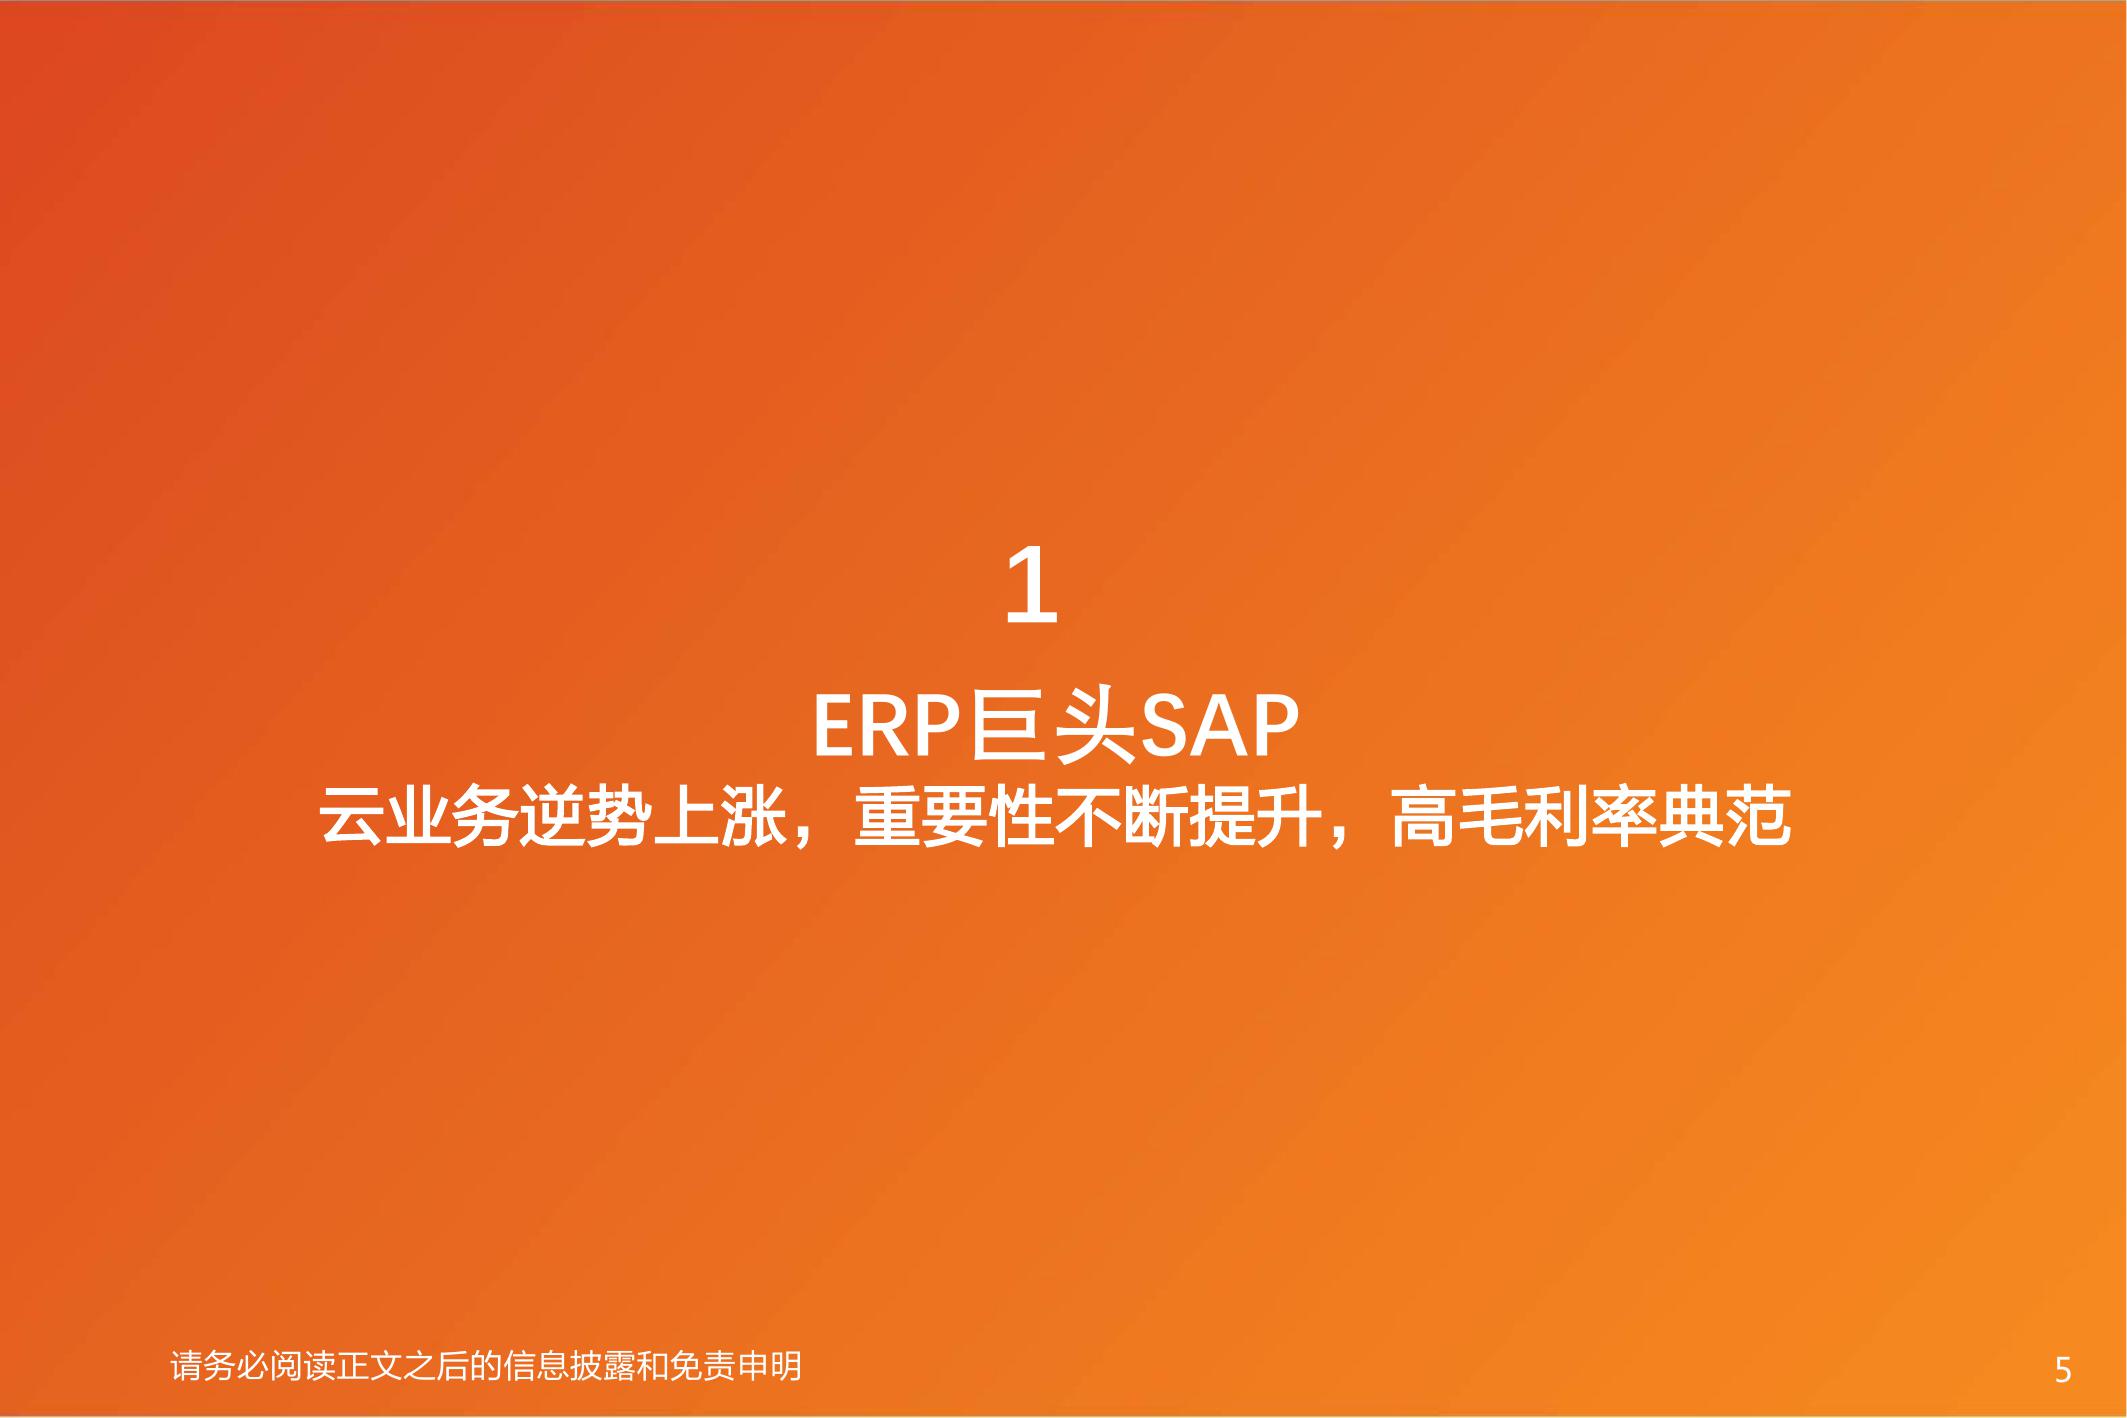 1
ERP巨头SAP
云业务逆势上涨，重要性不断提升，高毛利率典范
请务必阅读正文之后的信息披露和免责申明
5